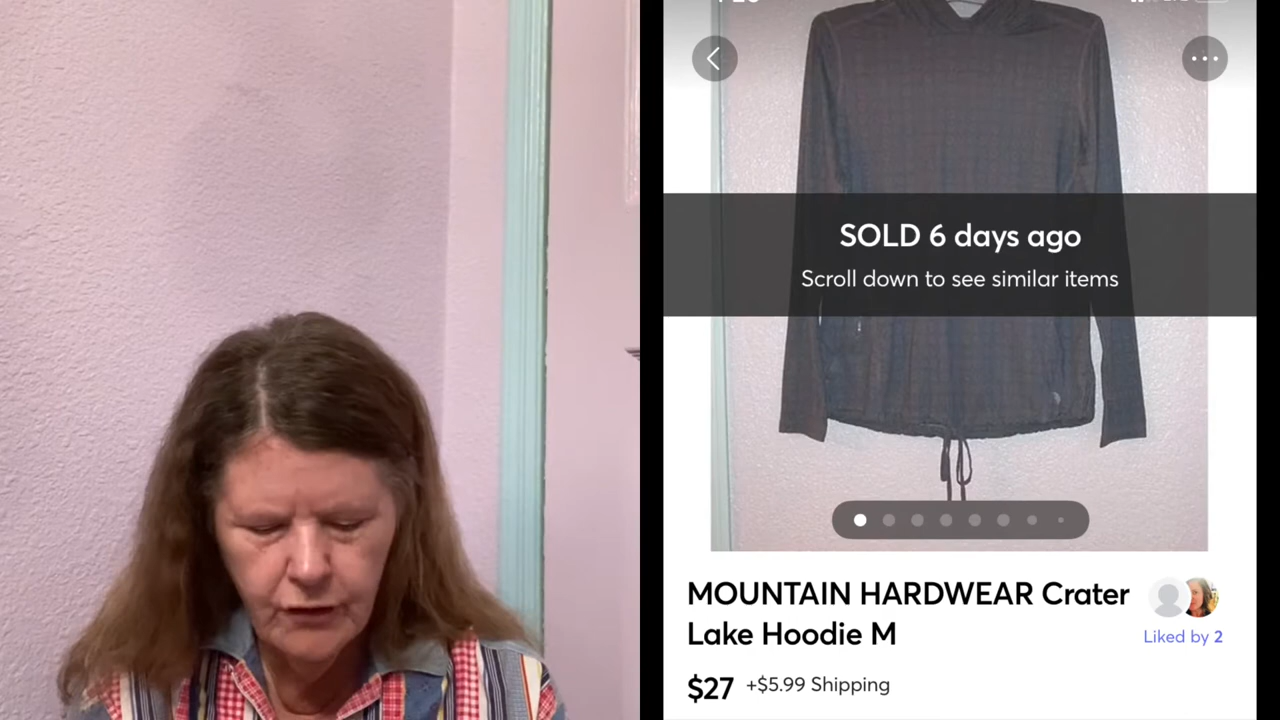 SOLD 6 days ago
Scroll down to see similar items
MOUNTAIN HARDWEAR Crater
Lake Hoodie M
Liked by 2
$27 +$5.99 Shipping